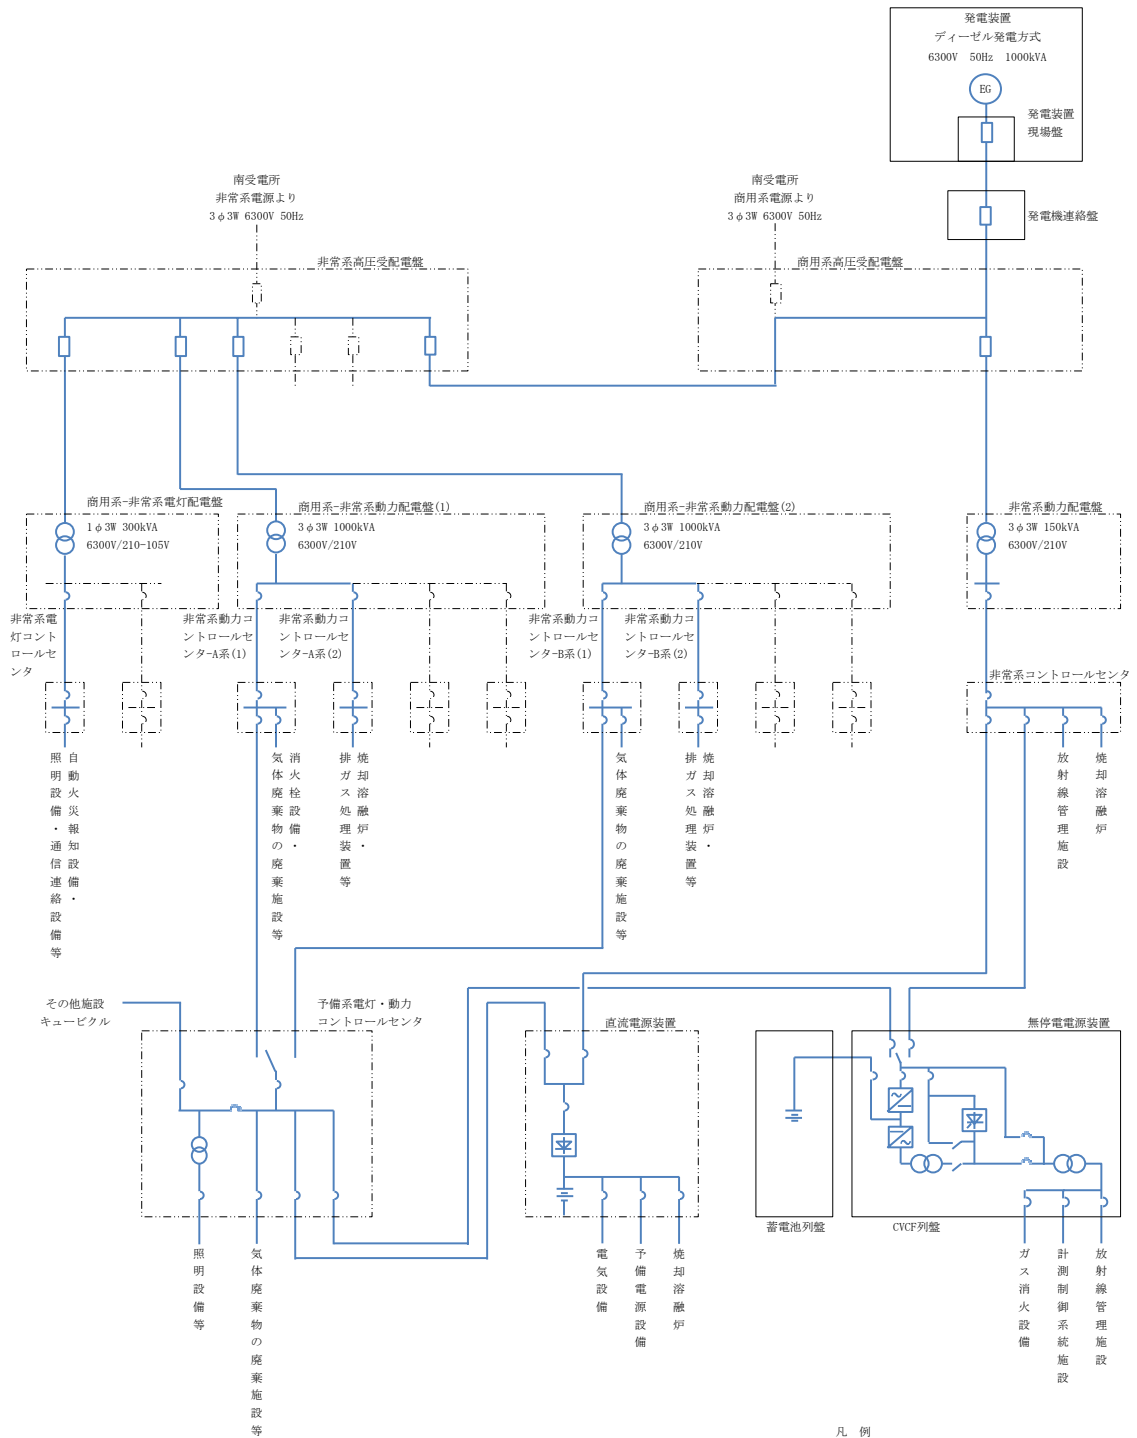 発電装置
ディーゼル発電方式
6300V 50Hz 1000kVA
EG
発電装置
現場盤
発電機連絡盤
南受電所
非常系電源より
3φ3W 6300V 50Hz
南受電所
商用系電源より
3φ3W 6300V 50Hz
非常系高圧受配電盤
商用系高圧受配電盤
商用系-非常系電灯配電盤
1φ3W 300kVA
6300V/210-105V
商用系-非常系動力配電盤(1)
3φ3W 1000kVA
6300V/210V
商用系-非常系動力配電盤(2)
3φ3W 1000kVA
6300V/210V
非常系動力配電盤
3φ3W 150kVA
6300V/210V
非常系電
灯コント
ロールセ
ンタ
非常系動力コ
ントロールセ
ンタ-A系(1)
非常系動力コ
ントロールセ
ンタ-A系(2)
非常系動力コ
ントロールセ
ンタ-B系(1)
非常系動力コ
ントロールセ
ンタ-B系(2)
非常系コントロールセンタ
自動火災報知設備・
照明設備・通信連絡設備等
消火栓設備・
気体廃棄物の廃棄施設等
焼却溶融炉・
排ガス処理装置等
気体廃棄物の廃棄施設等
焼却溶融炉・
排ガス処理装置等
放射線管理施設
焼却溶融炉
その他施設
キュービクル
予備系電灯・動力
コントロールセンタ
直流電源装置
無停電電源装置
蓄電池列盤
CVCF列盤
照明設備等
気体廃棄物の廃棄施設等
電気設備
予備電源設備
焼却溶融炉
ガス消火設備
計測制御系統施設
放射線管理施設
凡 例